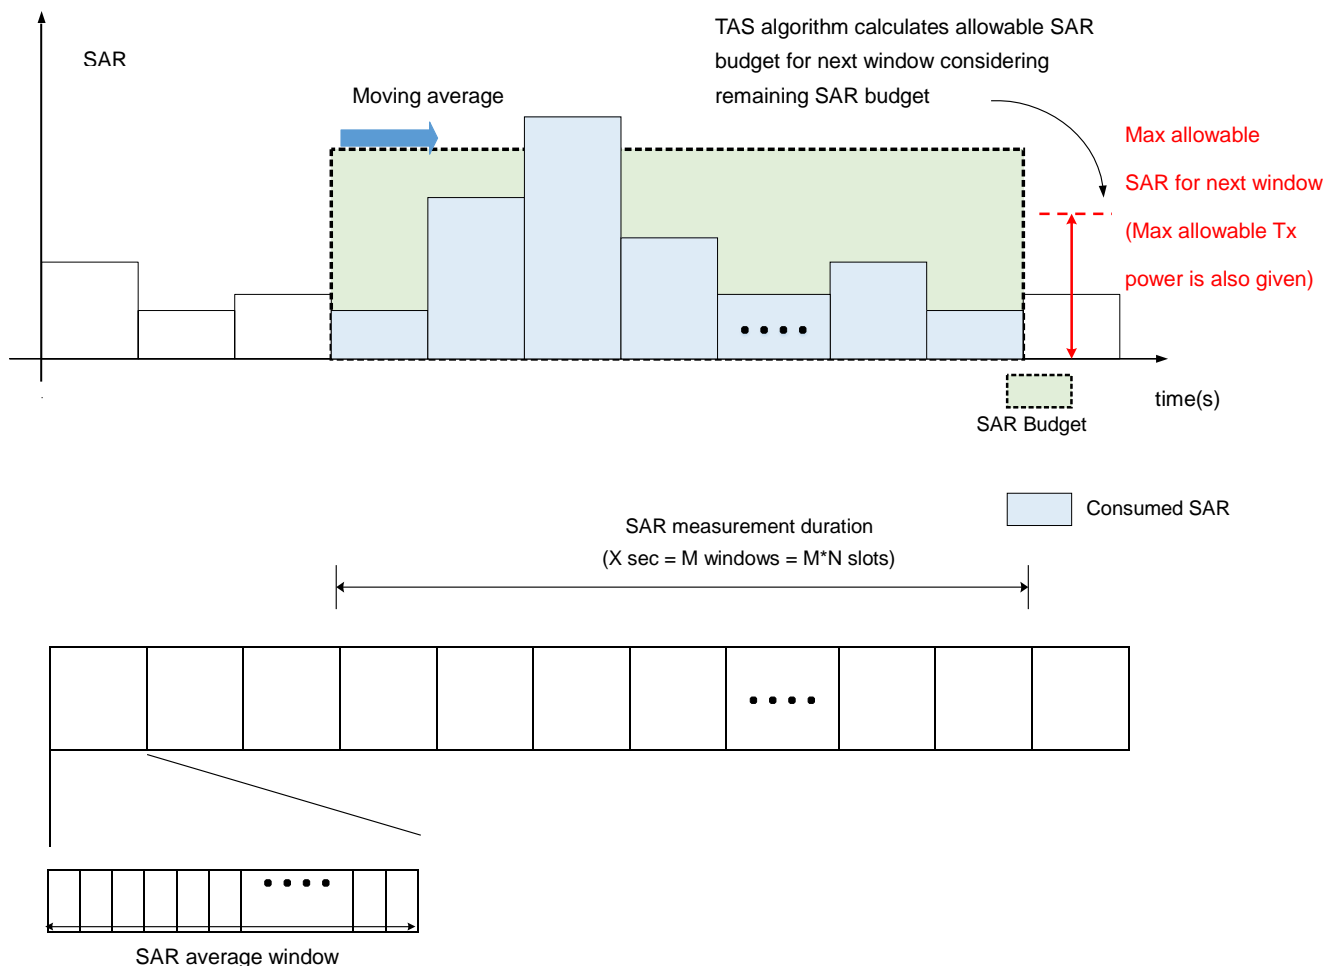 SAR
TAS algorithm calculates allowable SAR
budget for next window considering
remaining SAR budget
Moving average
Max allowable
SAR for next window
(Max allowable Tx
power is also given)
time(s)
SAR Budget
Consumed SAR
SAR measurement duration
(X sec = M windows = M*N slots)
SAR average window